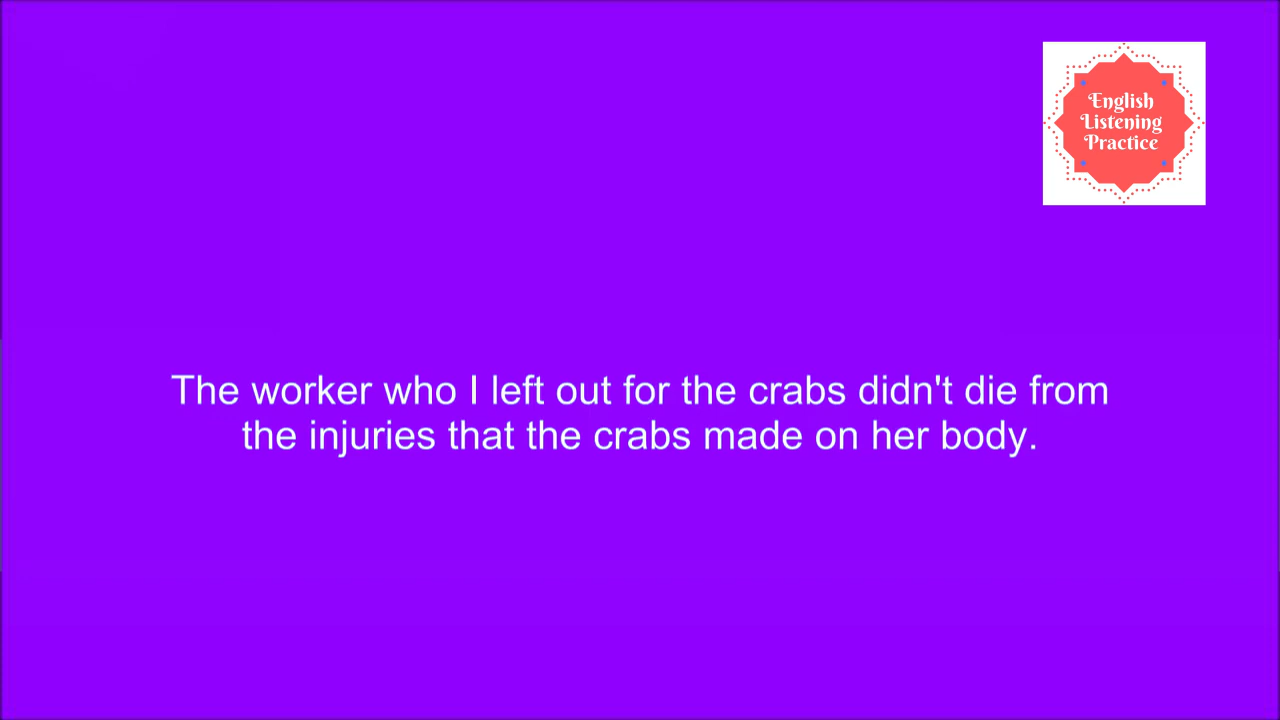 English
Listening
Practice
The worker who I left out for the crabs didn't die from
the injuries that the crabs made on her body.